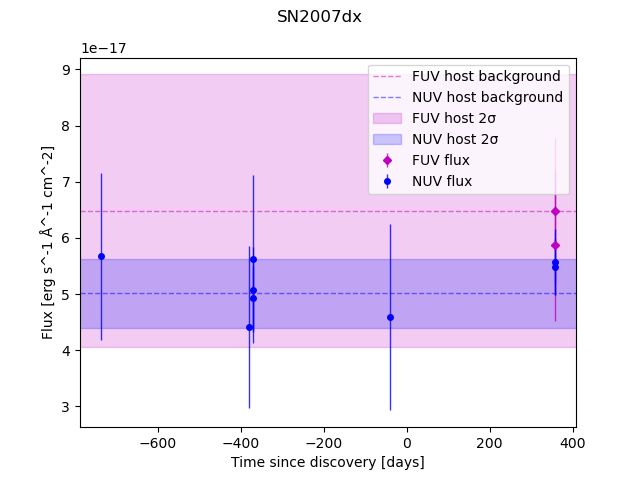 SN2007dx
1e−17
9
8
7
6
5
4
3
Flux [erg s^-1 Å^-1 cm^-2]
FUV host background
NUV host background
FUV host 2σ
NUV host 2σ
FUV flux
NUV flux
−600 −400 −200 0 200 400
Time since discovery [days]